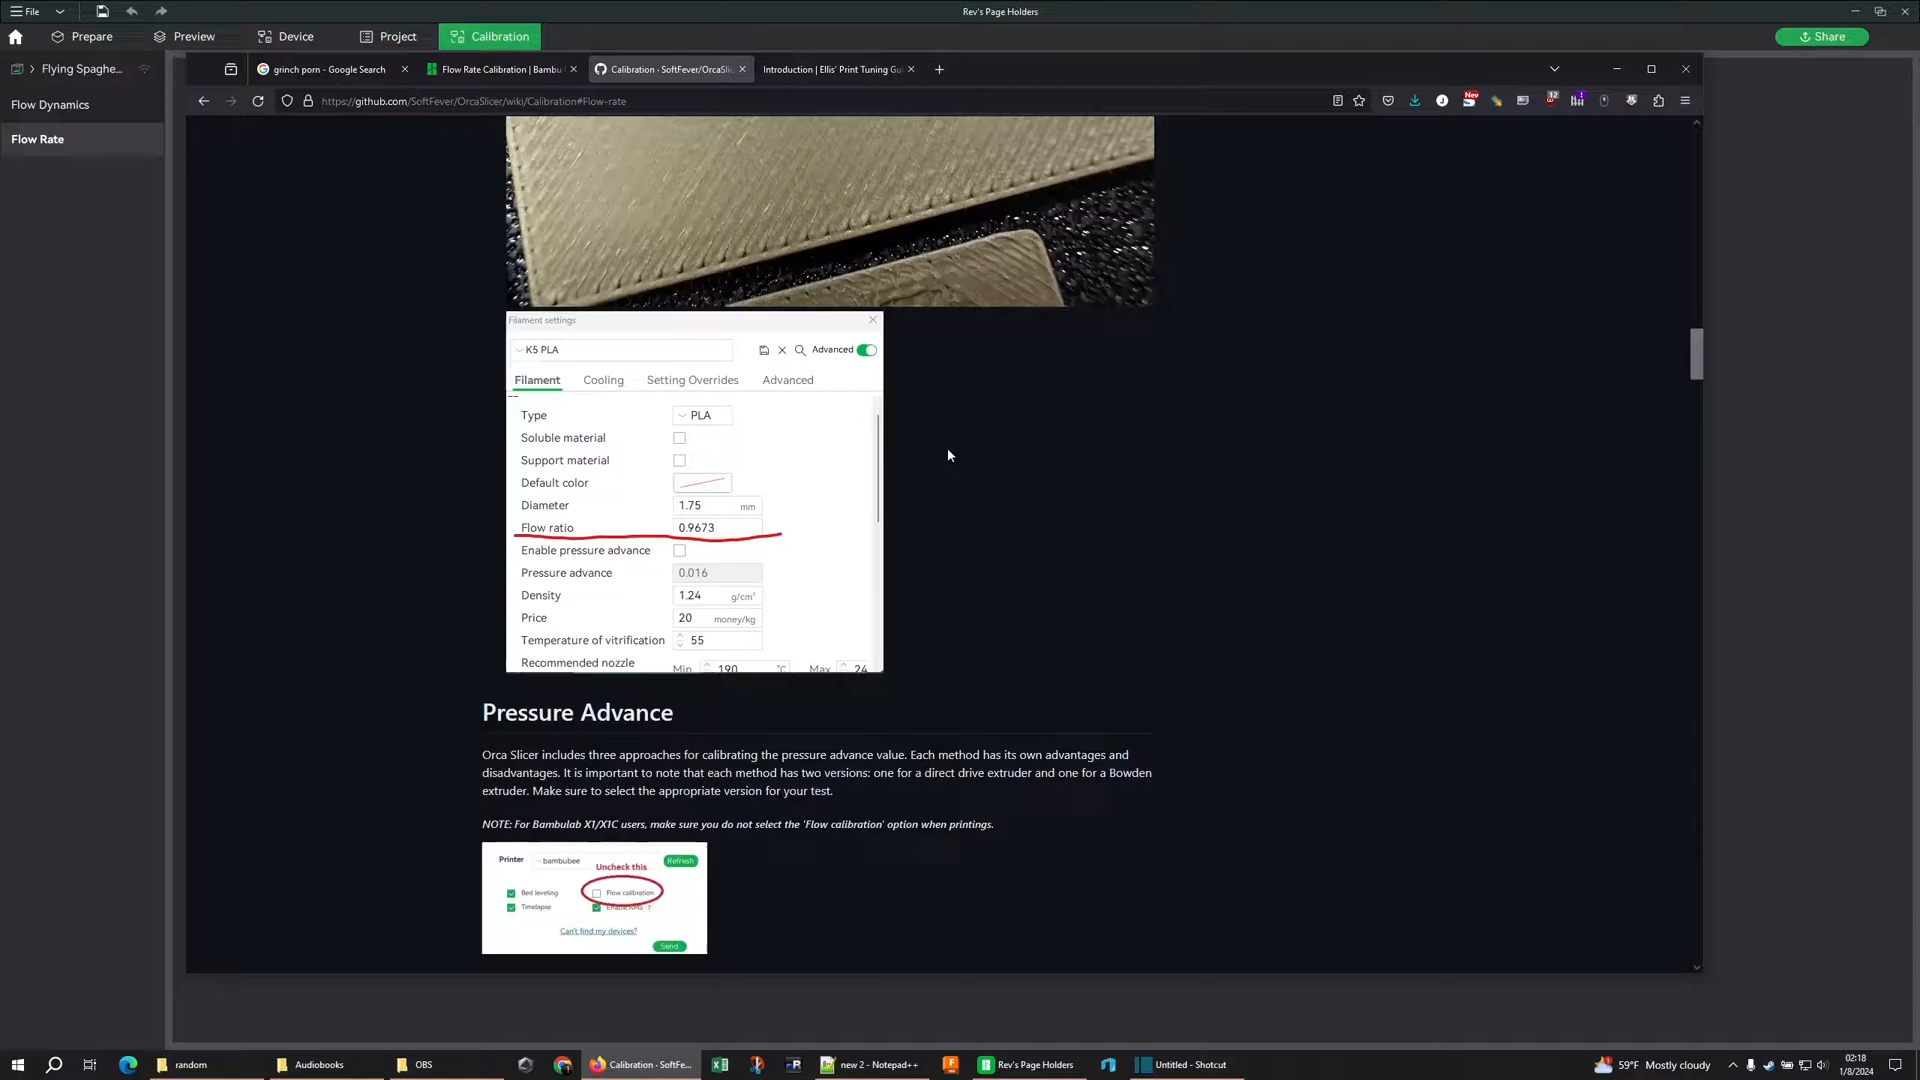 File
Rev's Page Holders
Prepare
Preview
Device
Project
Calibration
Share
Flying Spaghe...
grinch porn - Google Search
Flow Rate Calibration | Bambu
Calibration · SoftFever/OrcaSlic
Introduction | Ellis' Print Tuning Gui
Flow Dynamics
https://github.com/SoftFever/OrcaSlicer/wiki/Calibration#Flow-rate
New
12
Flow Rate
Filament settings
K5 PLA
Advanced
Filament
Cooling
Setting Overrides
Advanced
Type
PLA
Soluble material
Support material
Default color
Diameter
1.75
mm
Flow ratio
0.9673
Enable pressure advance
Pressure advance
0.016
Density
1.24
g/cm³
Price
20
money/kg
Temperature of vitrification
55
Recommended nozzle
Min
190
°C
Max
24
Pressure Advance
Orca Slicer includes three approaches for calibrating the pressure advance value. Each method has its own advantages and
disadvantages. It is important to note that each method has two versions: one for a direct drive extruder and one for a Bowden
extruder. Make sure to select the appropriate version for your test.
NOTE: For Bambulab X1/X1C users, make sure you do not select the 'Flow calibration' option when printings.
Printer
bambubee
Refresh
Uncheck this
Bed leveling
Flow calibration
Timelapse
Enable AMS ?
Can't find my devices?
Send
random
Audiobooks
OBS
Calibration · SoftFe...
new 2 - Notepad++
Rev's Page Holders
Untitled - Shotcut
59°F Mostly cloudy
02:18
1/8/2024